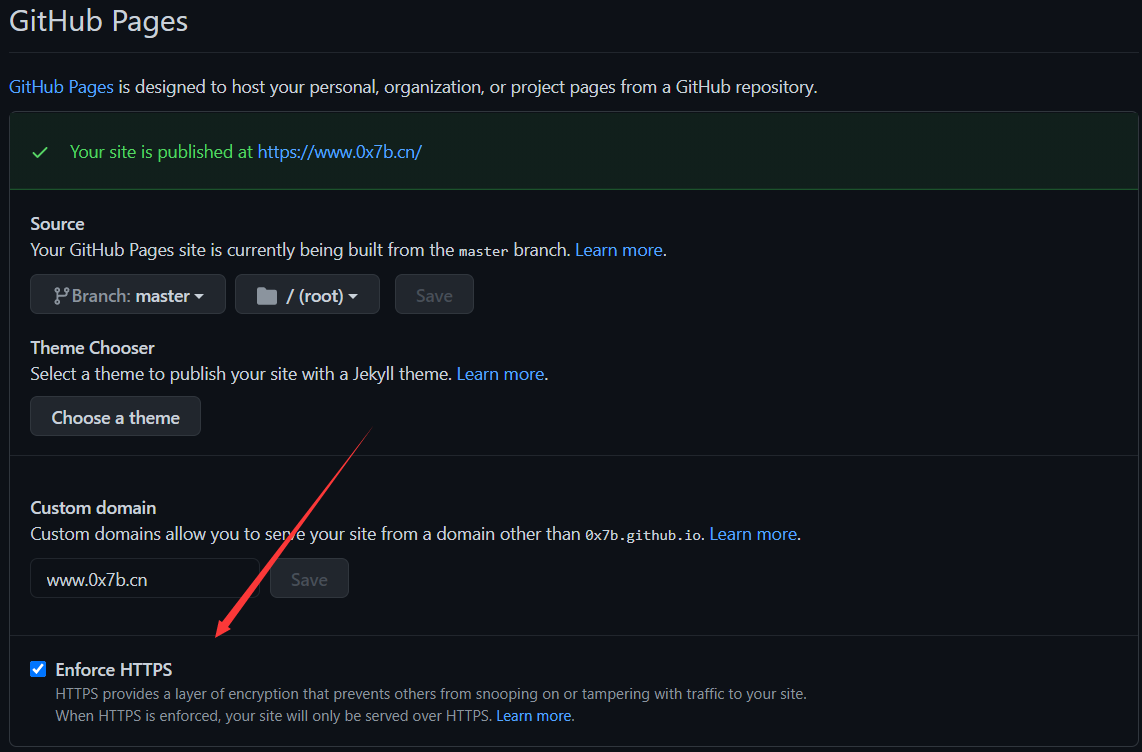 GitHub Pages
GitHub Pages is designed to host your personal, organization, or project pages from a GitHub repository.
Your site is published at https://www.0x7b.cn/
Source
Your GitHub Pages site is currently being built from the master branch. Learn more.
Branch: master / (root) Save
Theme Chooser
Select a theme to publish your site with a Jekyll theme. Learn more.
Choose a theme
Custom domain
Custom domains allow you to serve your site from a domain other than 0x7b.github.io. Learn more.
www.0x7b.cn Save
Enforce HTTPS
HTTPS provides a layer of encryption that prevents others from snooping on or tampering with traffic to your site.
When HTTPS is enforced, your site will only be served over HTTPS. Learn more.